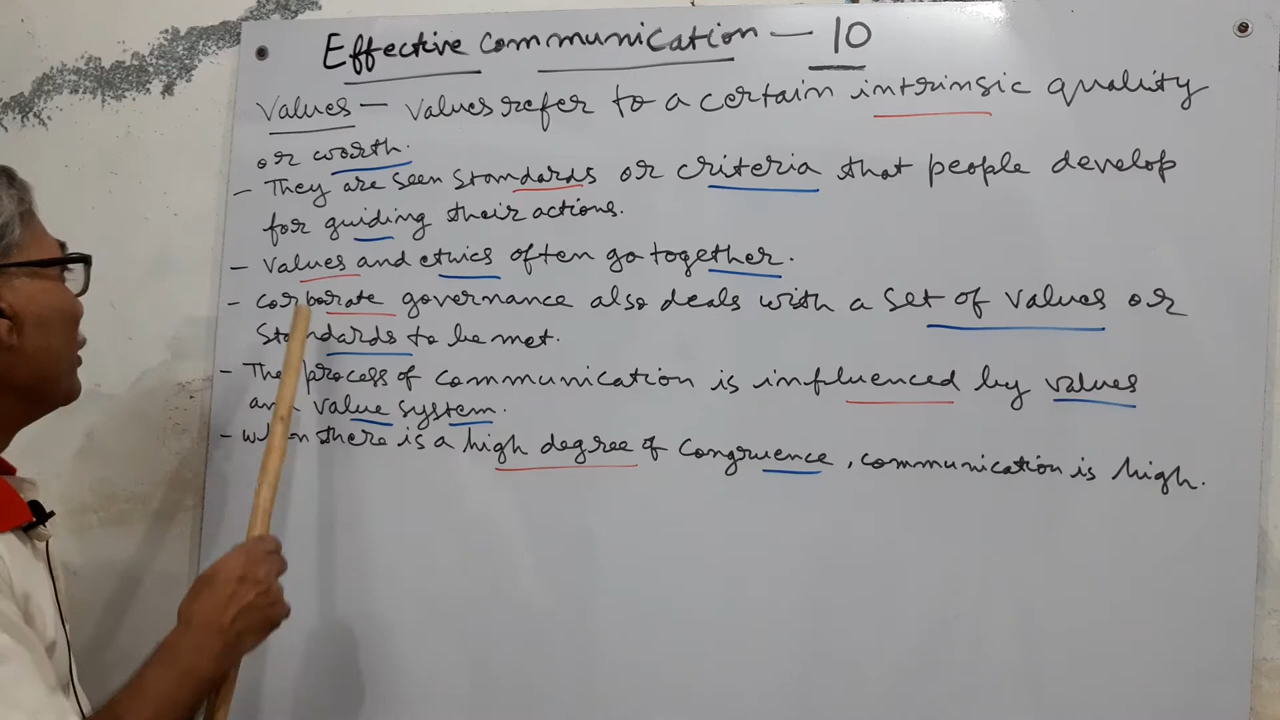 Effective communication — 10
Values — Values refer to a certain intrinsic quality
or worth.
- They are seen standards or criteria that people develop
for guiding their actions.
- Values and ethics often go together.
- Corporate governance also deals with a set of values or
Standards to be met.
- The process of communication is influenced by values
and value system.
- When there is a high degree of congruence, communication is high.